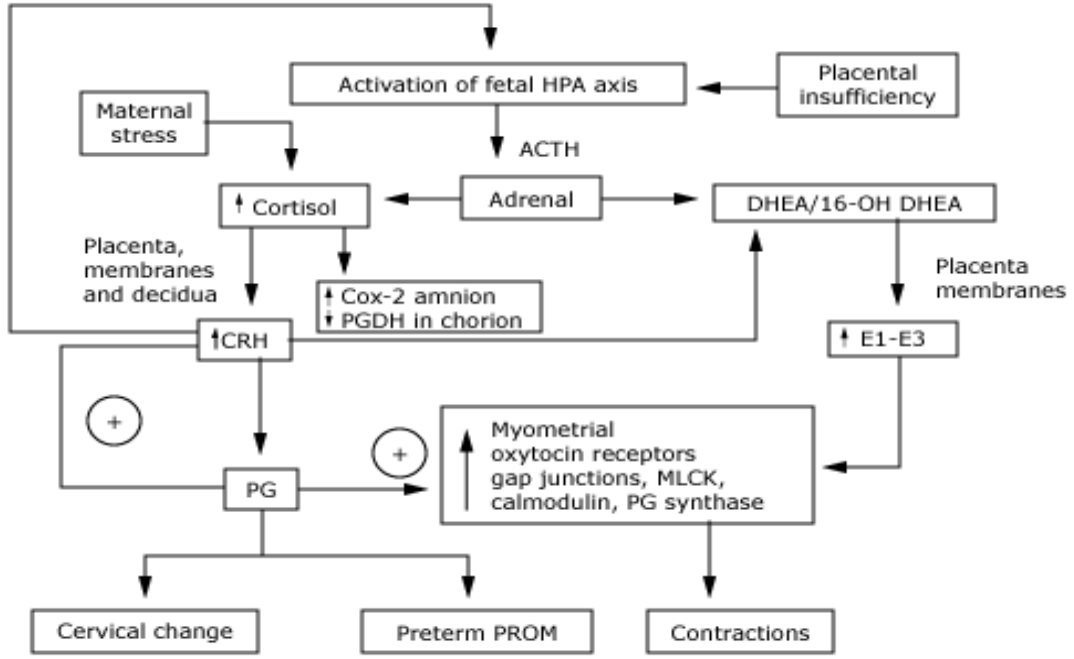 Activation of fetal HPA axis
Placental
insufficiency
Maternal
stress
ACTH
↑ Cortisol
Adrenal
DHEA/16-OH DHEA
Placenta,
membranes
and decidua
Placenta
membranes
↑ Cox-2 amnion
↓ PGDH in chorion
↑CRH
↑ E1-E3
+
+
Myometrial
oxytocin receptors
gap junctions, MLCK,
calmodulin, PG synthase
PG
Cervical change
Preterm PROM
Contractions